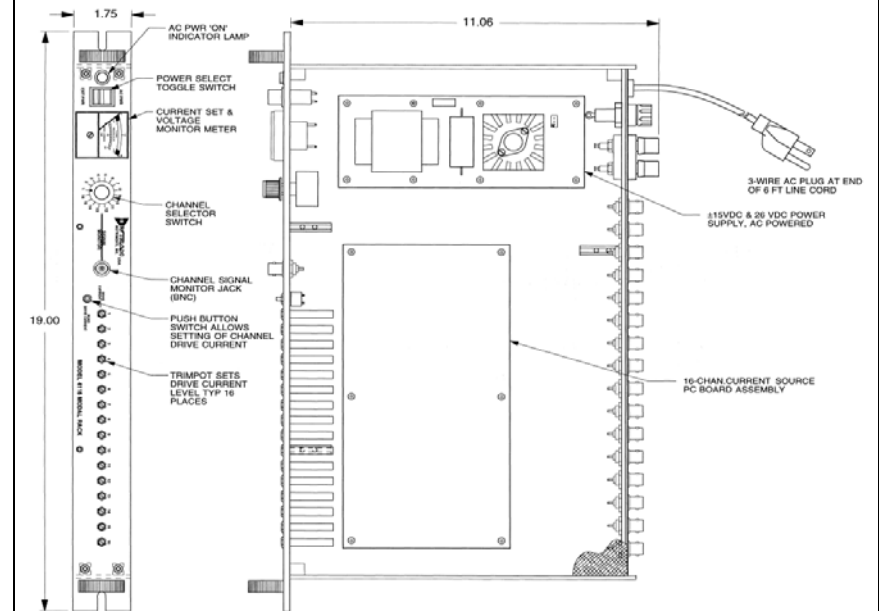 1.75
11.06
AC PWR 'ON'
INDICATOR LAMP
POWER SELECT
TOGGLE SWITCH
CURRENT SET &
VOLTAGE
MONITOR METER
3-WIRE AC PLUG AT END
OF 6 FT LINE CORD
CHANNEL
SELECTOR
SWITCH
±15VDC & 26 VDC POWER
SUPPLY, AC POWERED
CHANNEL SIGNAL
MONITOR JACK
(BNC)
19.00
PUSH BUTTON
SWITCH ALLOWS
SETTING OF CHANNEL
DRIVE CURRENT
TRIMPOT SETS
DRIVE CURRENT
LEVEL TYP 16
PLACES
16-CHAN.CURRENT SOURCE
PC BOARD ASSEMBLY